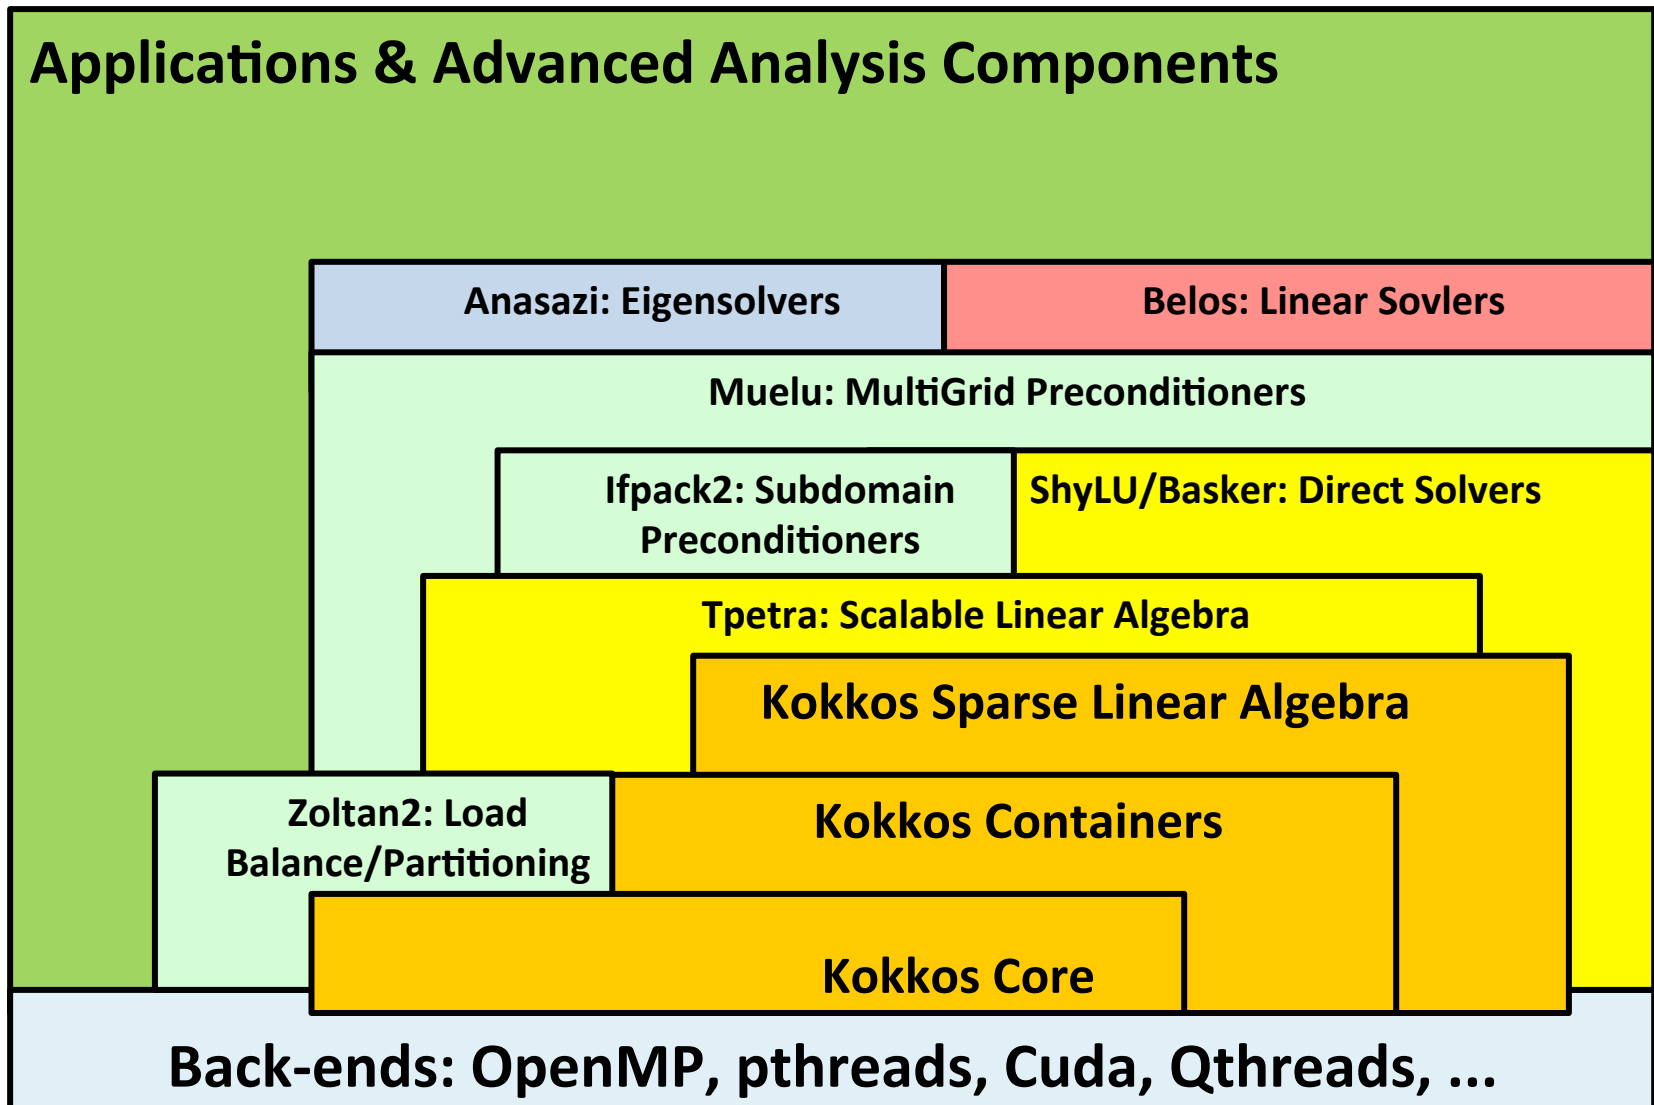 Applications & Advanced Analysis Components
Anasazi: Eigensolvers
Belos: Linear Sovlers
Muelu: MultiGrid Preconditioners
Ifpack2: Subdomain
Preconditioners
ShyLU/Basker: Direct Solvers
Tpetra: Scalable Linear Algebra
Kokkos Sparse Linear Algebra
Zoltan2: Load
Balance/Partitioning
Kokkos Containers
Kokkos Core
Back-ends: OpenMP, pthreads, Cuda, Qthreads, ...